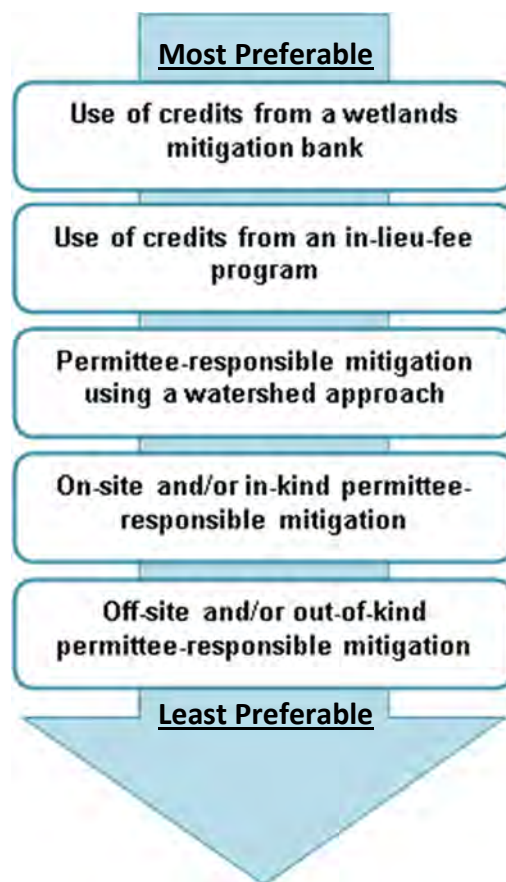 Most Preferable
Use of credits from a wetlands
mitigation bank
Use of credits from an in-lieu-fee
program
Permittee-responsible mitigation
using a watershed approach
On-site and/or in-kind permittee-
responsible mitigation
Off-site and/or out-of-kind
permittee-responsible mitigation
Least Preferable